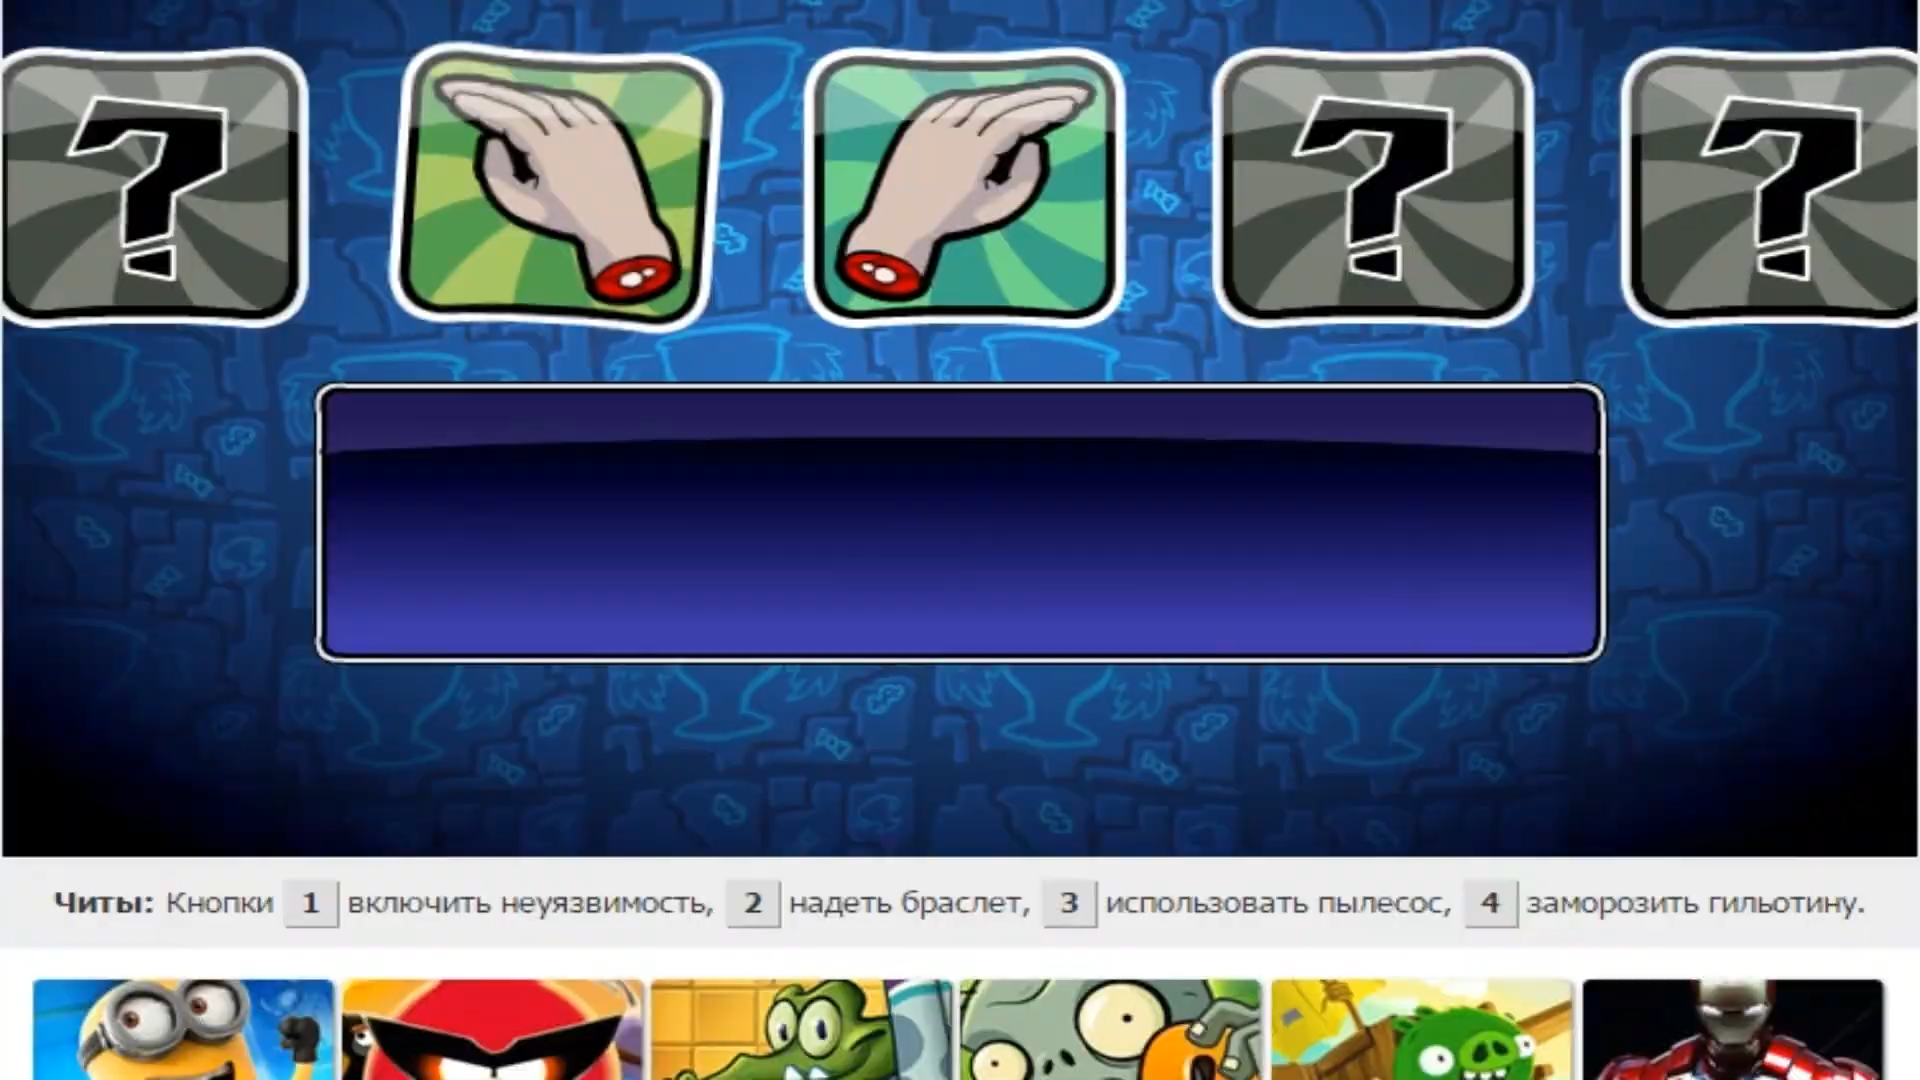 ? ? ?
Читы: Кнопки 1 включить неуязвимость, 2 надеть браслет, 3 использовать пылесос, 4 заморозить гильотину.